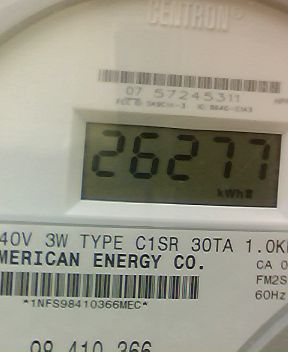 CENTRON®
07 57245311
26277
kWh
40V 3W TYPE C1SR 30TA 1.0K
MERICAN ENERGY CO.
CA 0
FM2S
60Hz
*1NFS98410366MEC*
98 410 366